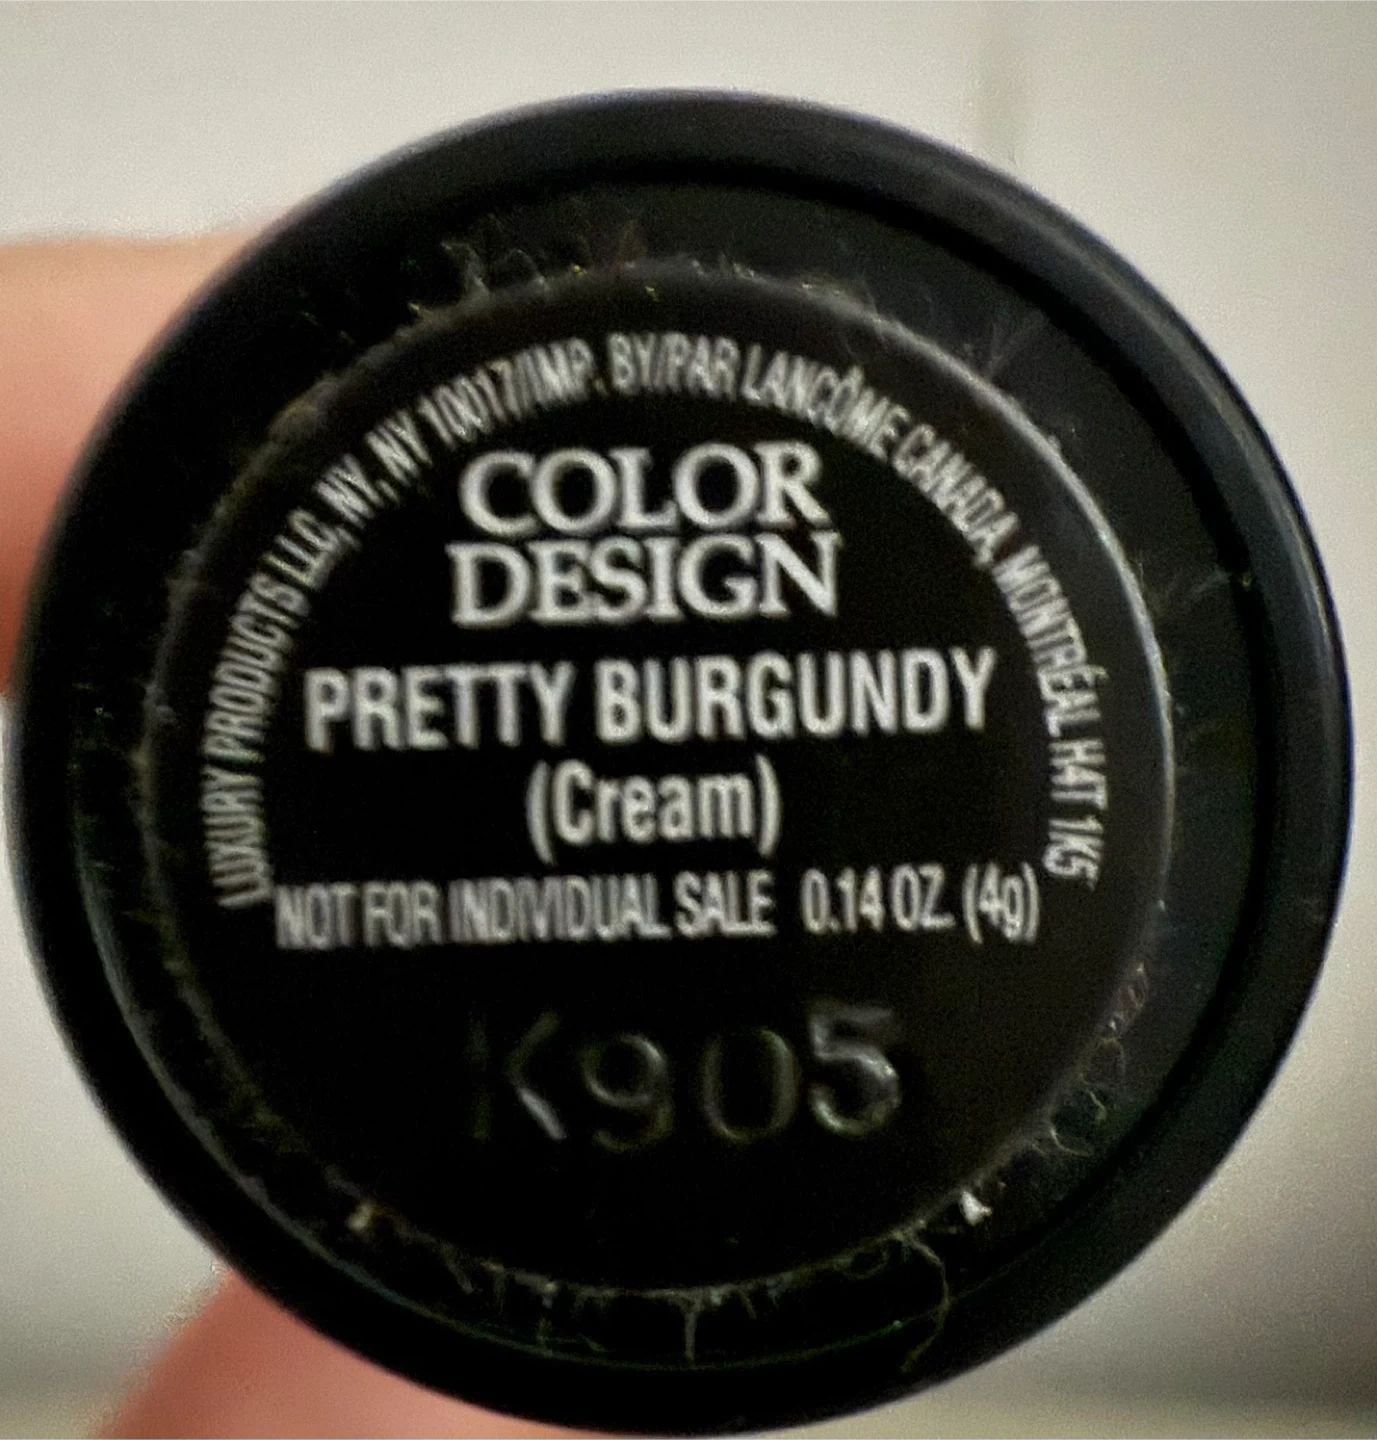 LUXURY PRODUCTS LLC, NY, NY 10017/IMP. BY/PAR LANCÔME CANADA, MONTRÉAL H4T 1K5
COLOR
DESIGN
PRETTY BURGUNDY
(Cream)
NOT FOR INDIVIDUAL SALE 0.14 OZ. (4g)
K905